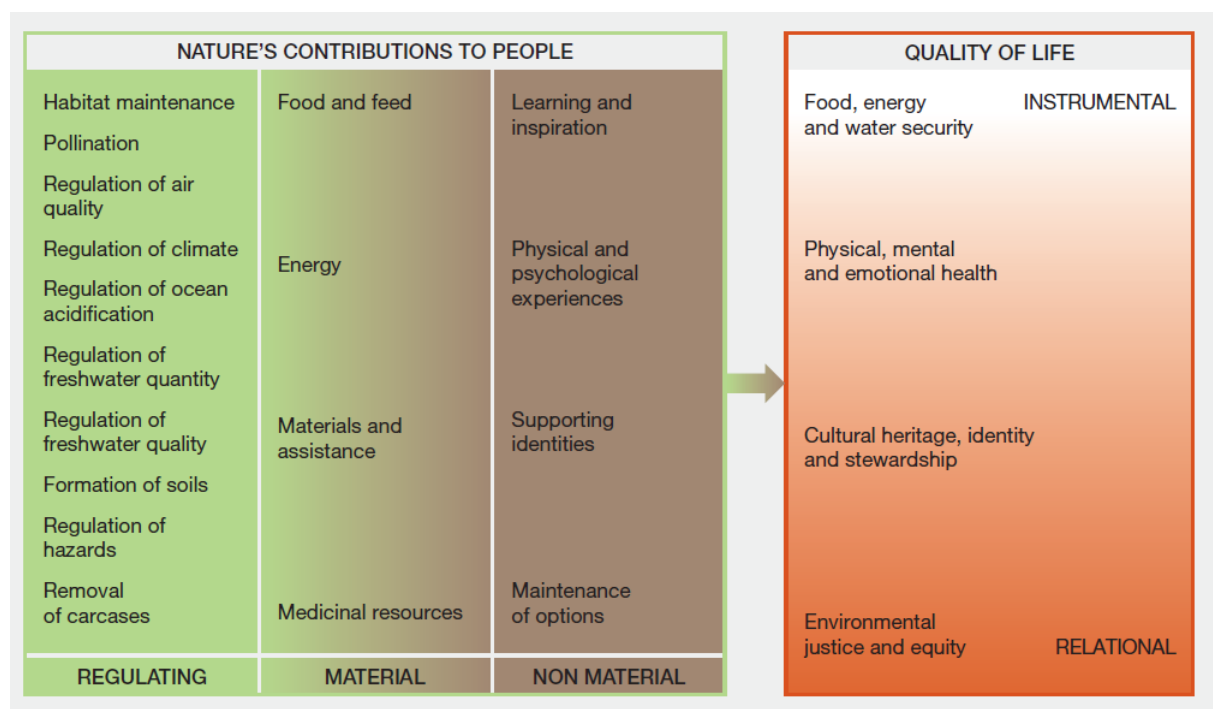 NATURE'S CONTRIBUTIONS TO PEOPLE
Habitat maintenance
Pollination
Regulation of air
quality
Regulation of climate
Regulation of ocean
acidification
Regulation of
freshwater quantity
Regulation of
freshwater quality
Formation of soils
Regulation of
hazards
Removal
of carcases
REGULATING
Food and feed
Energy
Materials and
assistance
Medicinal resources
MATERIAL
Learning and
inspiration
Physical and
psychological
experiences
Supporting
identities
Maintenance
of options
NON MATERIAL
QUALITY OF LIFE
Food, energy
and water security
INSTRUMENTAL
Physical, mental
and emotional health
Cultural heritage, identity
and stewardship
Environmental
justice and equity
RELATIONAL